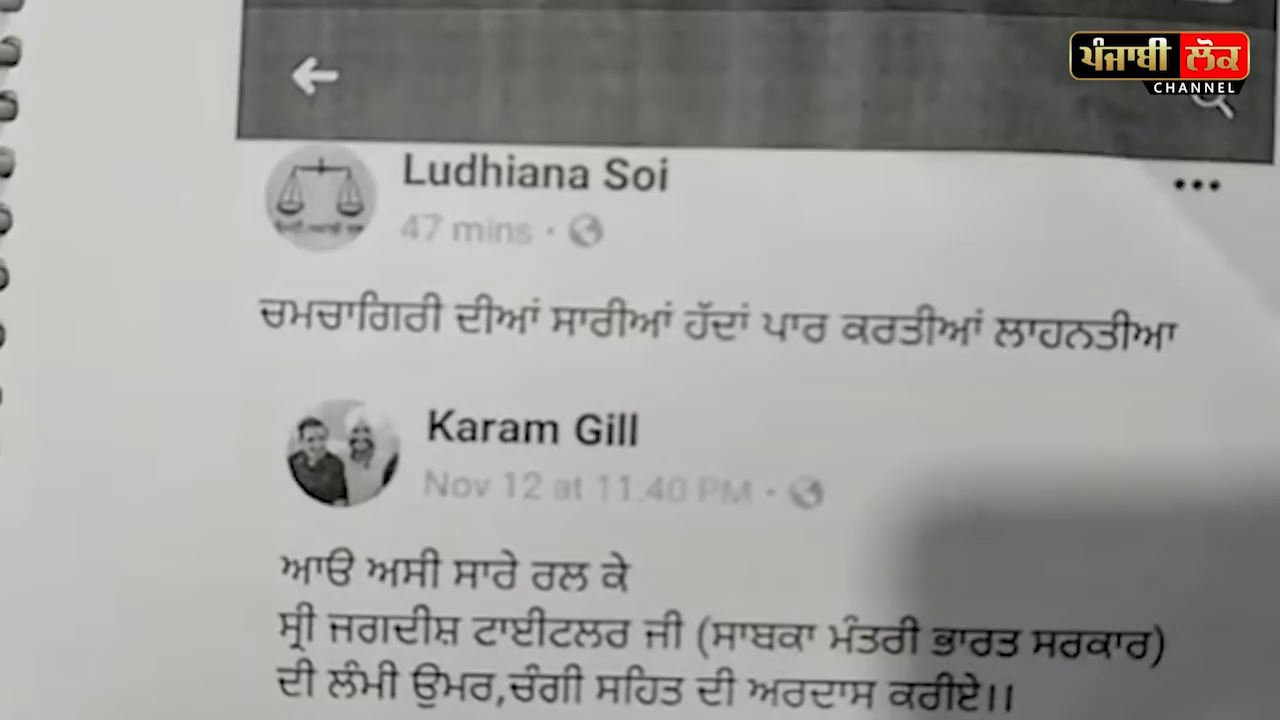 ਪੰਜਾਬੀ ਲੋਕ
CHANNEL
Ludhiana Soi
47 mins ·
ਚਮਚਾਗਿਰੀ ਦੀਆਂ ਸਾਰੀਆਂ ਹੱਦਾਂ ਪਾਰ ਕਰਤੀਆਂ ਲਾਹਨਤੀਆ
Karam Gill
Nov 12 at 11.40 PM ·
ਆਓ ਅਸੀ ਸਾਰੇ ਰਲ ਕੇ
ਸ੍ਰੀ ਜਗਦੀਸ਼ ਟਾਈਟਲਰ ਜੀ (ਸਾਬਕਾ ਮੰਤਰੀ ਭਾਰਤ ਸਰਕਾਰ)
ਦੀ ਲੰਮੀ ਉਮਰ,ਚੰਗੀ ਸਹਿਤ ਦੀ ਅਰਦਾਸ ਕਰੀਏ।।